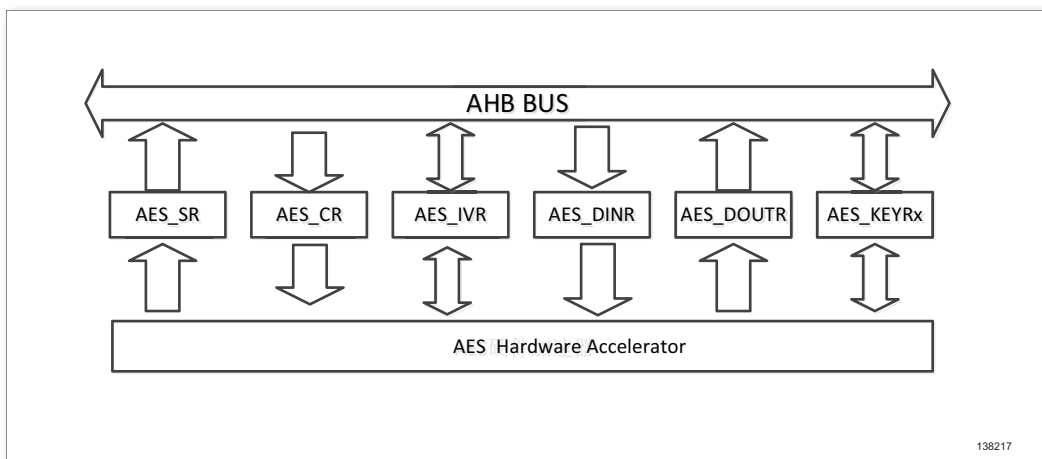 AHB BUS
AES_SR
AES_CR
AES_IVR
AES_DINR
AES_DOUTR
AES_KEYRx
AES Hardware Accelerator
138217